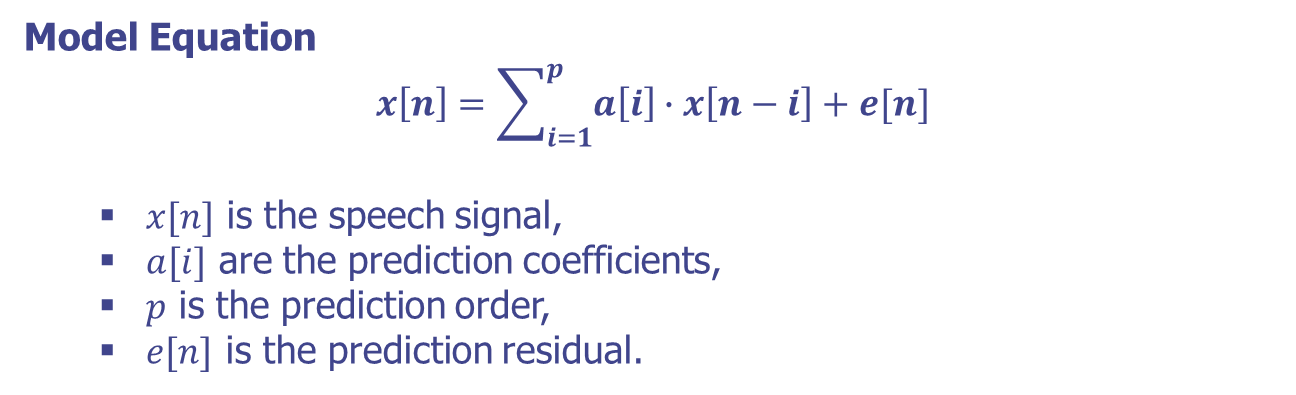 Model Equation
x[n] = ∑_{i=1}^{p} a[i] · x[n − i] + e[n]
▪ x[n] is the speech signal,
▪ a[i] are the prediction coefficients,
▪ p is the prediction order,
▪ e[n] is the prediction residual.